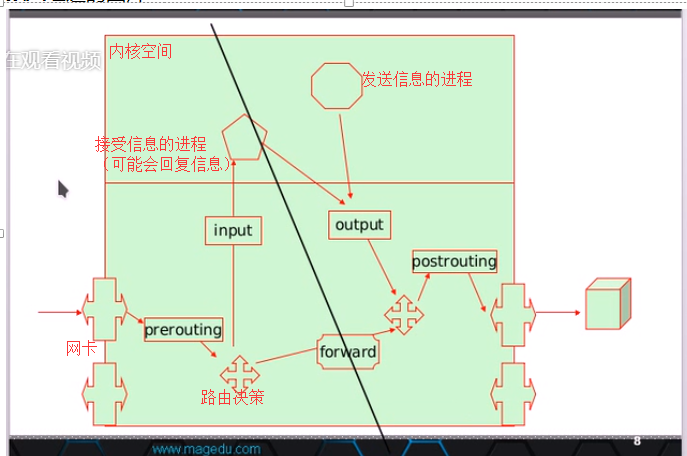 内核空间
在观看视频
发送信息的进程
接受信息的进程
（可能会回复信息）
input
output
postrouting
prerouting
forward
网卡
路由决策
8
www.magedu.com